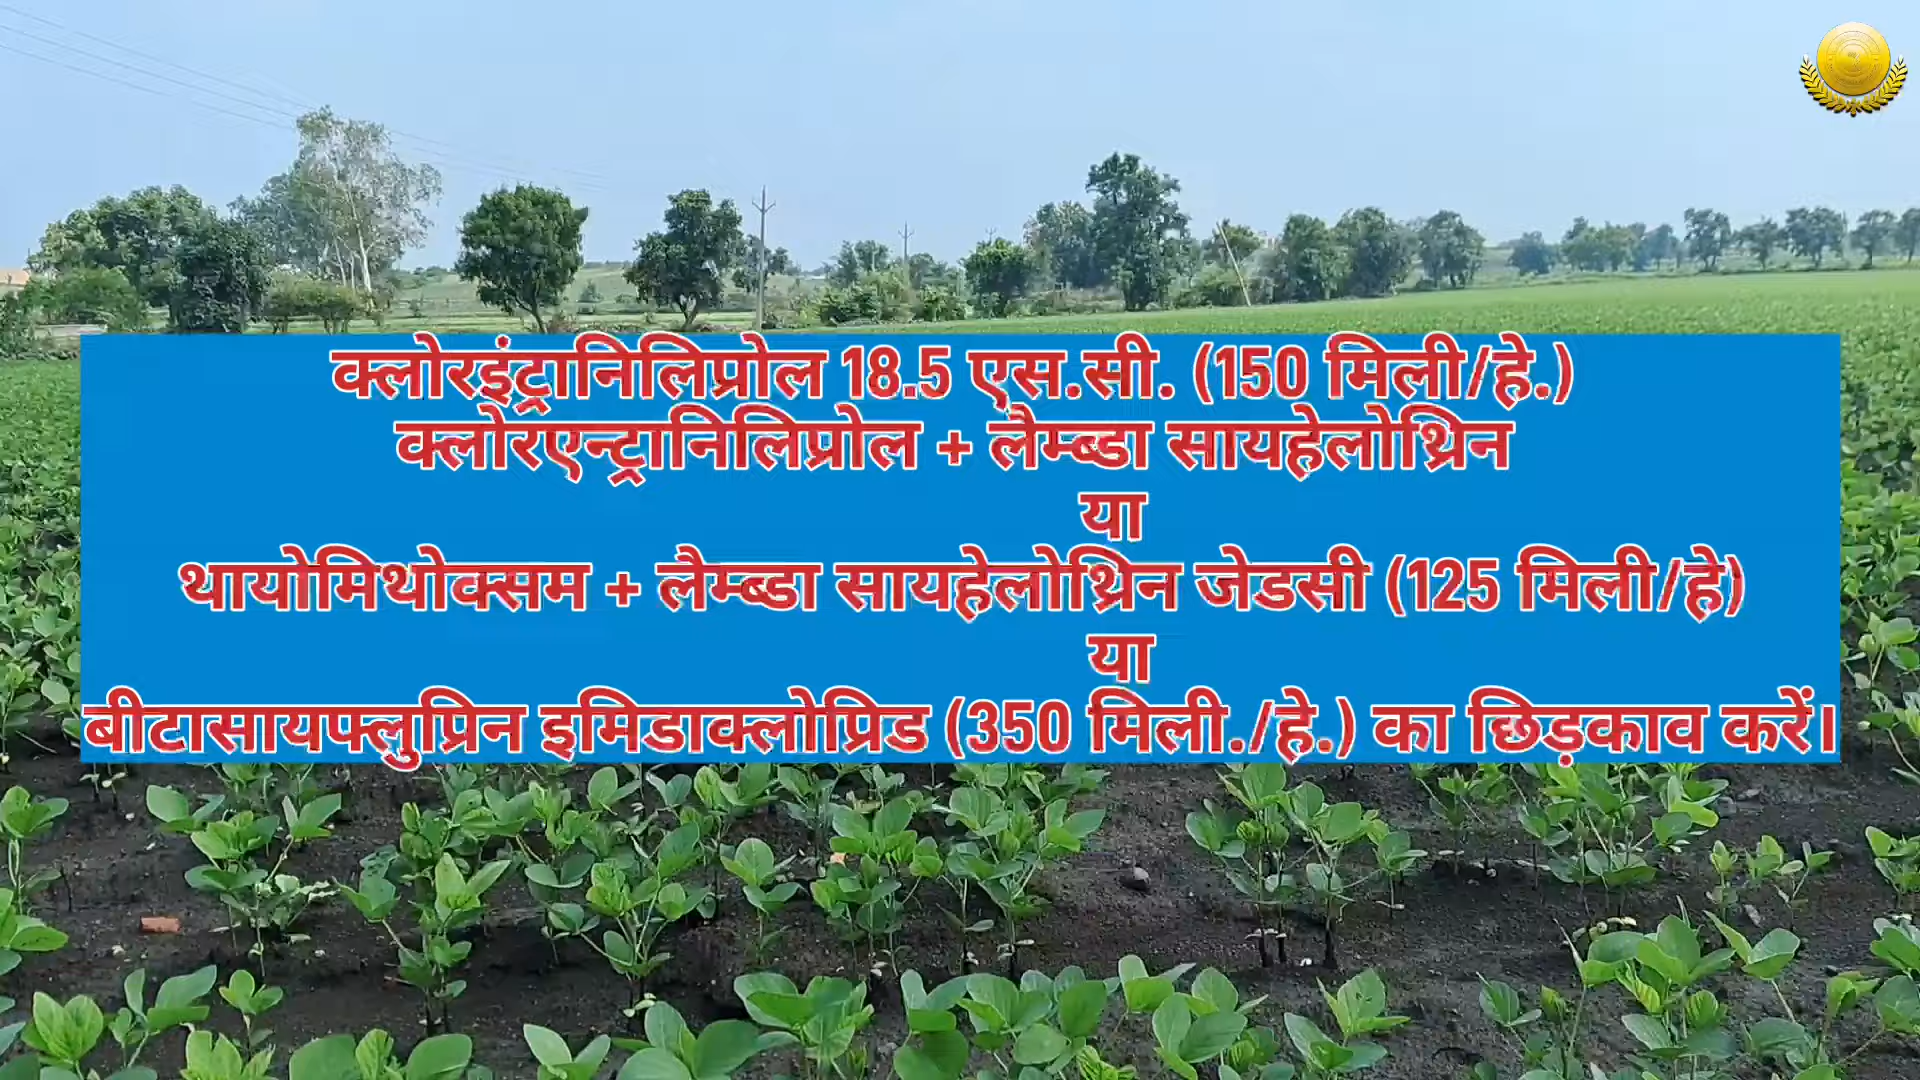 क्लोरइंट्रानिलिप्रोल 18.5 एस.सी. (150 मिली/हे.)
क्लोरएन्ट्रानिलिप्रोल + लैम्ब्डा सायहेलोथ्रिन
या
थायोमिथोक्सम + लैम्ब्डा सायहेलोथ्रिन जेडसी (125 मिली/हे)
या
बीटासायफ्लुप्रिन इमिडाक्लोप्रिड (350 मिली./हे.) का छिड़काव करें।